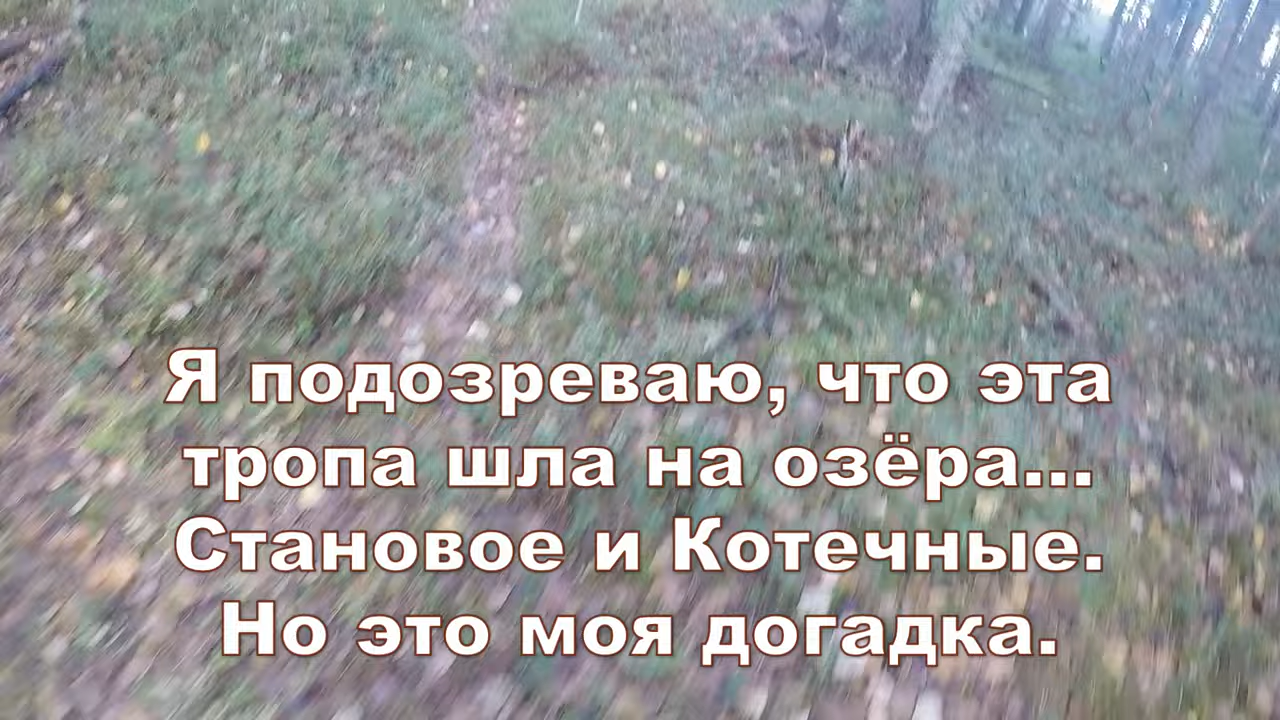 Я подозреваю, что эта
тропа шла на озёра...
Становое и Котечные.
Но это моя догадка.